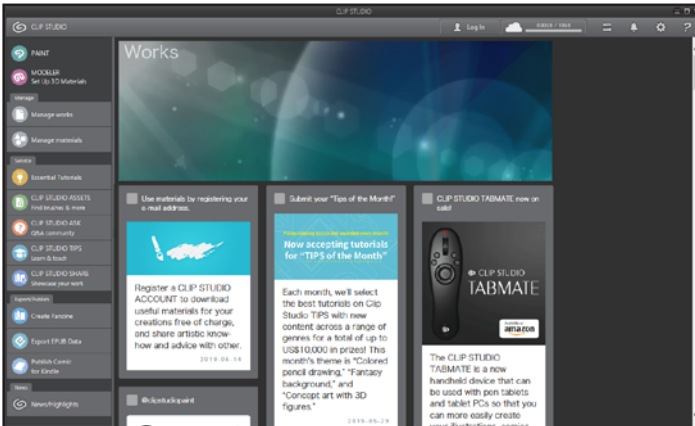 CLIP STUDIO
CLIP STUDIO
Log In
PAINT
MODELER
Set Up 3D Materials
Manage
Manage works
Manage materials
Service
Essential Tutorials
CLIP STUDIO ASSETS
Find brushes & more
CLIP STUDIO ASK
Q&A community
CLIP STUDIO TIPS
Learn & teach
CLIP STUDIO SHARE
Showcase your work
Export/Publish
Create Fanzine
Export EPUB Data
Publish Comic
for Kindle
News
News/Highlights
Works
Use materials by registering your
e-mail address.
Register a CLIP STUDIO
ACCOUNT to download
useful materials for your
creations free of charge,
and share artistic know-
how and advice with other.
2019-06-14
@clipstudiopaint
Submit your "Tips of the Month!"
Now accepting tutorials
for "TIPS of the Month"
Each month, we'll select
the best tutorials on Clip
Studio TIPS with new
content across a range of
genres for a total of up to
US$10,000 in prizes! This
month's theme is "Colored
pencil drawing," "Fantasy
background," and
"Concept art with 3D
figures."
2019-05-29
CLIP STUDIO TABMATE now on
sale!
CLIP STUDIO
TABMATE
amazon
The CLIP STUDIO
TABMATE is a new
handheld device that can
be used with pen tablets
and tablet PCs so that you
can more easily create
your illustrations, comics